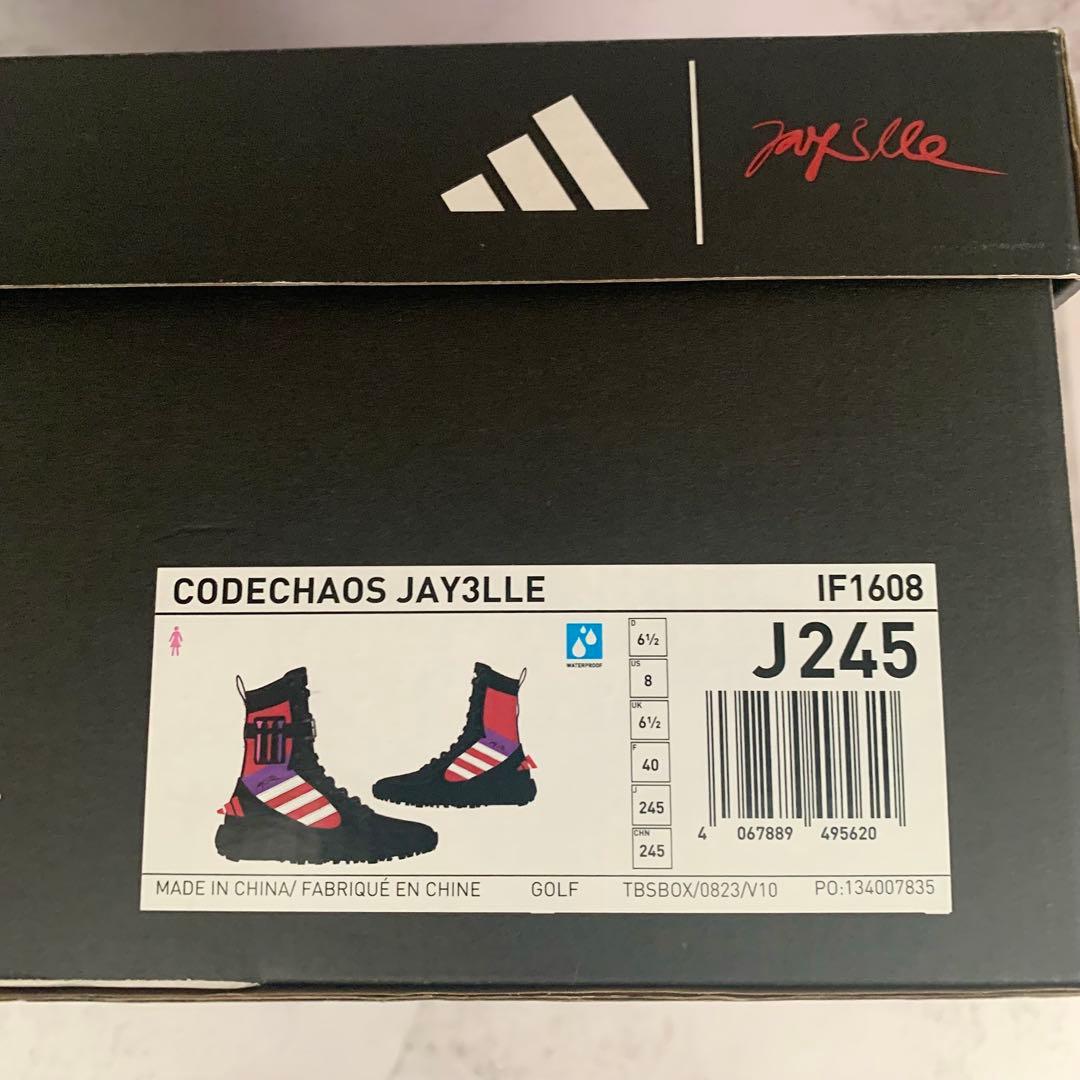 Jay3lle
CODECHAOS JAY3LLE IF1608
J 245
WATERPROOF
D 6½
US 8
UK 6½
F 40
J 245
CHN 245
4 067889 495620
MADE IN CHINA/ FABRIQUÉ EN CHINE GOLF TBSBOX/0823/V10 PO:134007835